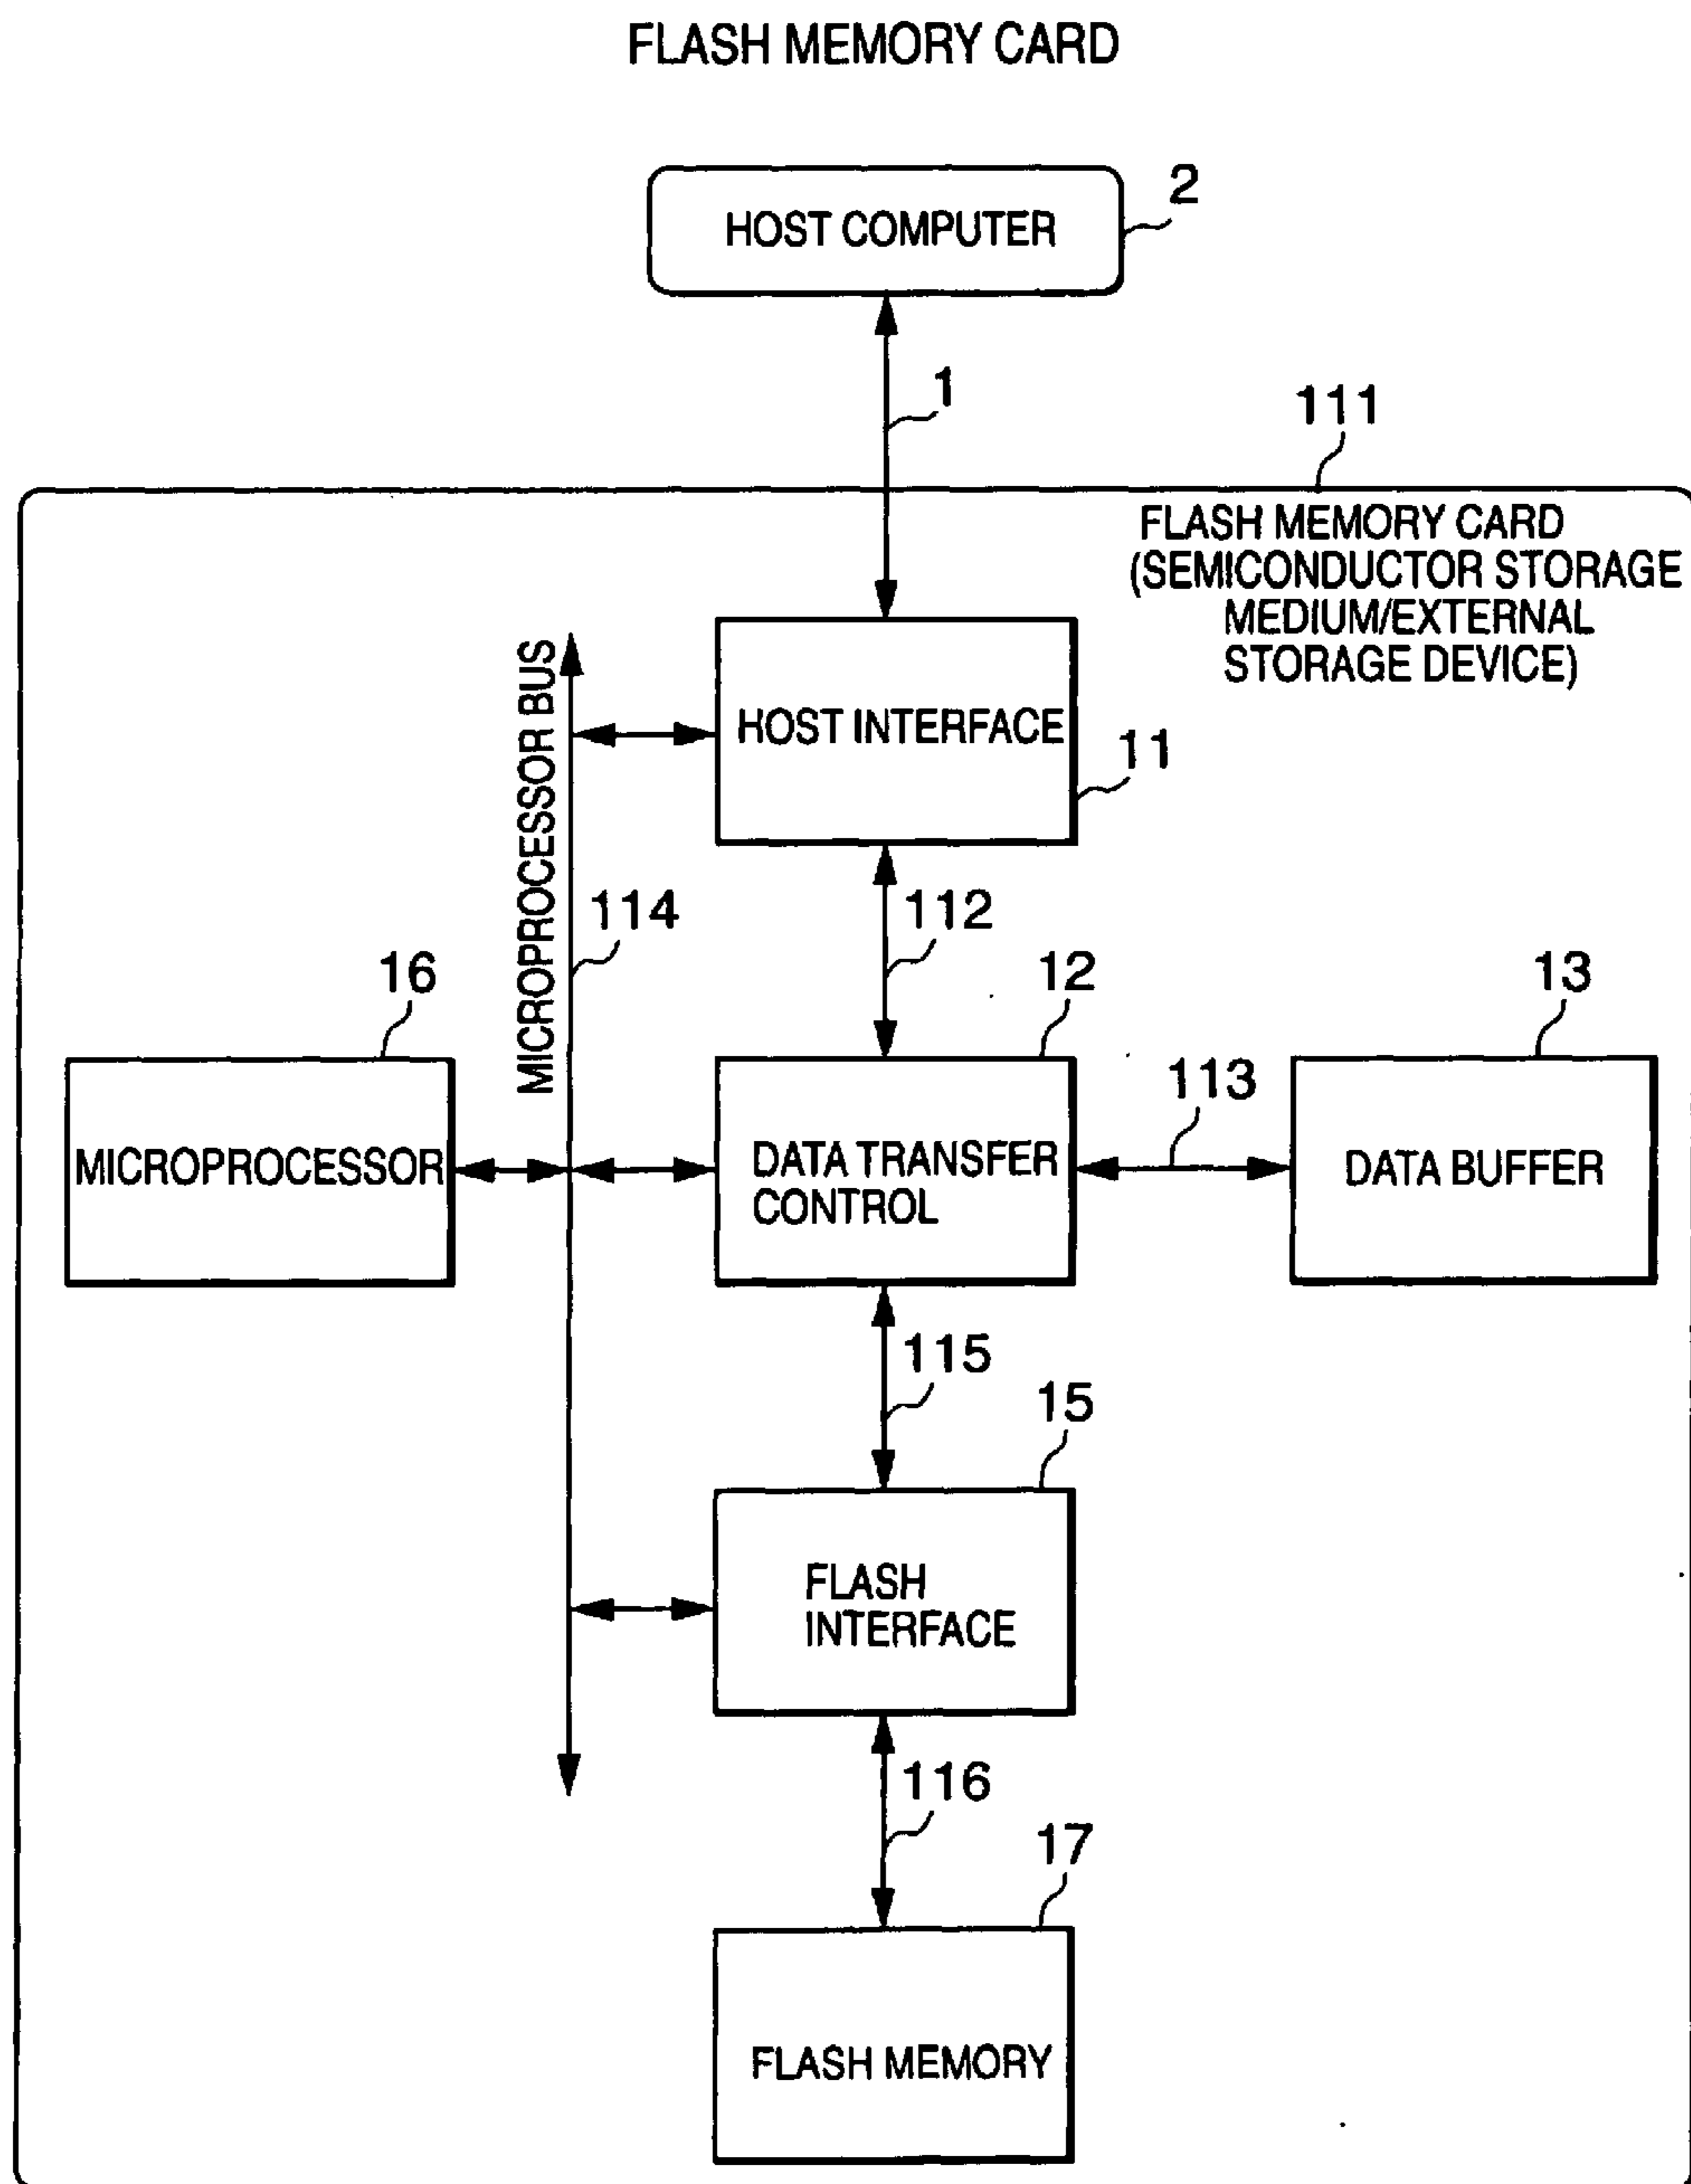 FLASH MEMORY CARD
HOST COMPUTER
2
1
111
FLASH MEMORY CARD
(SEMICONDUCTOR STORAGE
MEDIUM/EXTERNAL
STORAGE DEVICE)
MICROPROCESSOR BUS
HOST INTERFACE
11
114
112
16
12
13
113
MICROPROCESSOR
DATA TRANSFER
CONTROL
DATA BUFFER
115
15
FLASH
INTERFACE
116
17
FLASH MEMORY